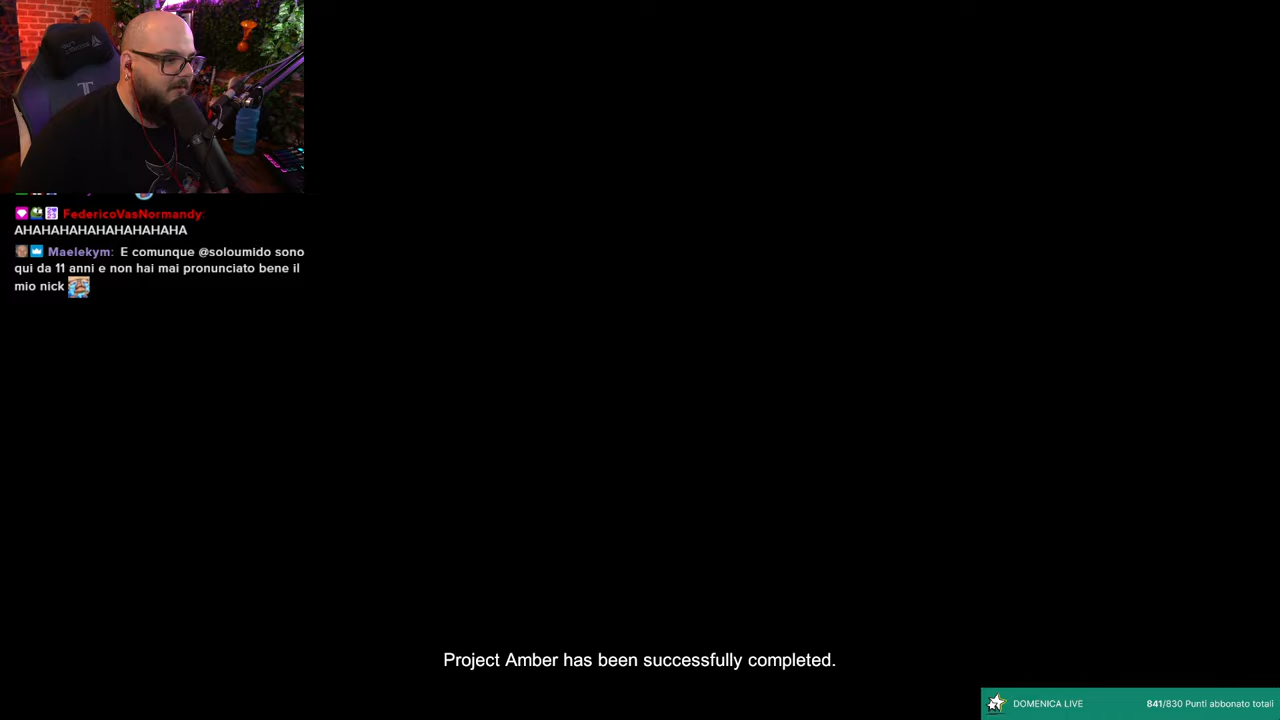 FedericoVasNormandy:
AHAHAHAHAHAHAHAHAHA
Maelekym: E comunque @soloumido sono
qui da 11 anni e non hai mai pronunciato bene il
mio nick
Project Amber has been successfully completed.
DOMENICA LIVE 841/830 Punti abbonato totali